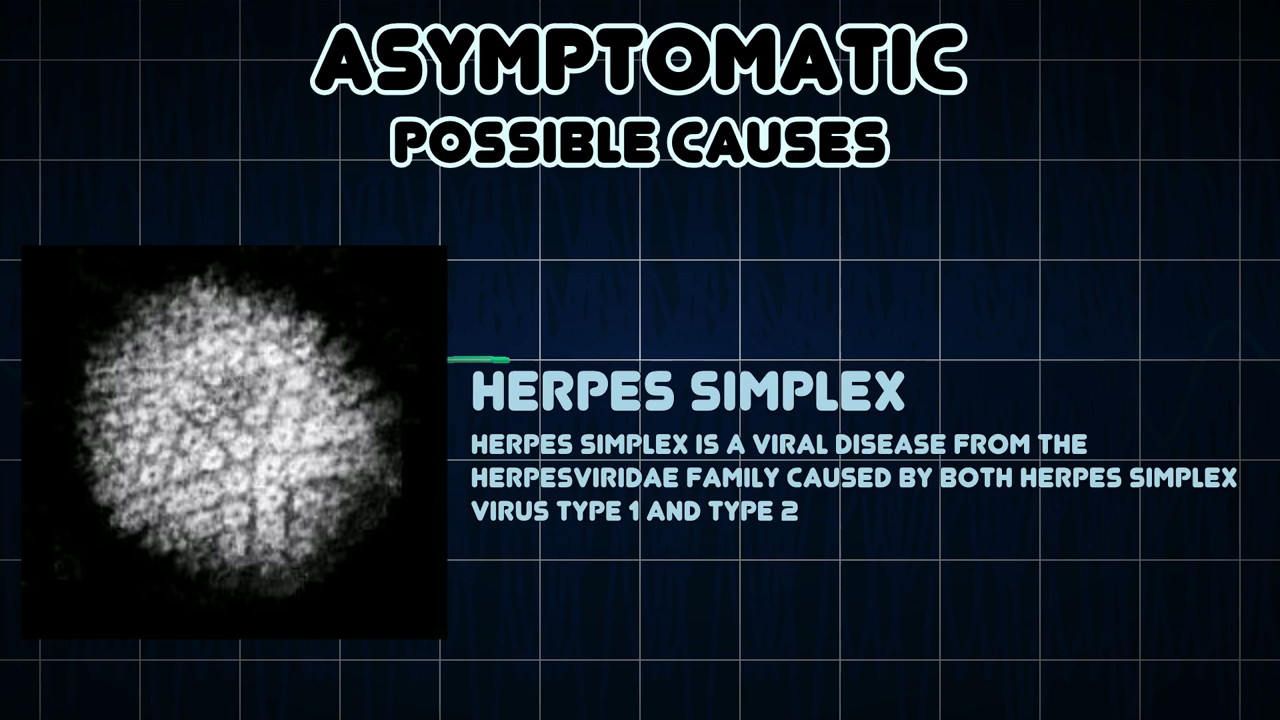 ASYMPTOMATIC
POSSIBLE CAUSES
HERPES SIMPLEX
HERPES SIMPLEX IS A VIRAL DISEASE FROM THE
HERPESVIRIDAE FAMILY CAUSED BY BOTH HERPES SIMPLEX
VIRUS TYPE 1 AND TYPE 2